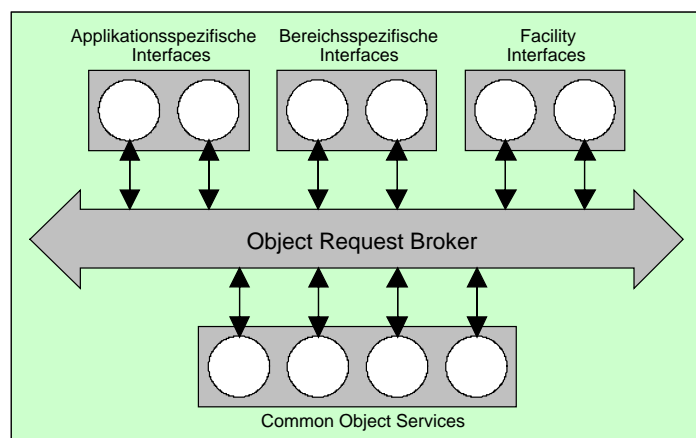 Applikationsspezifische
Interfaces
Bereichsspezifische
Interfaces
Facility
Interfaces
Object Request Broker
Common Object Services